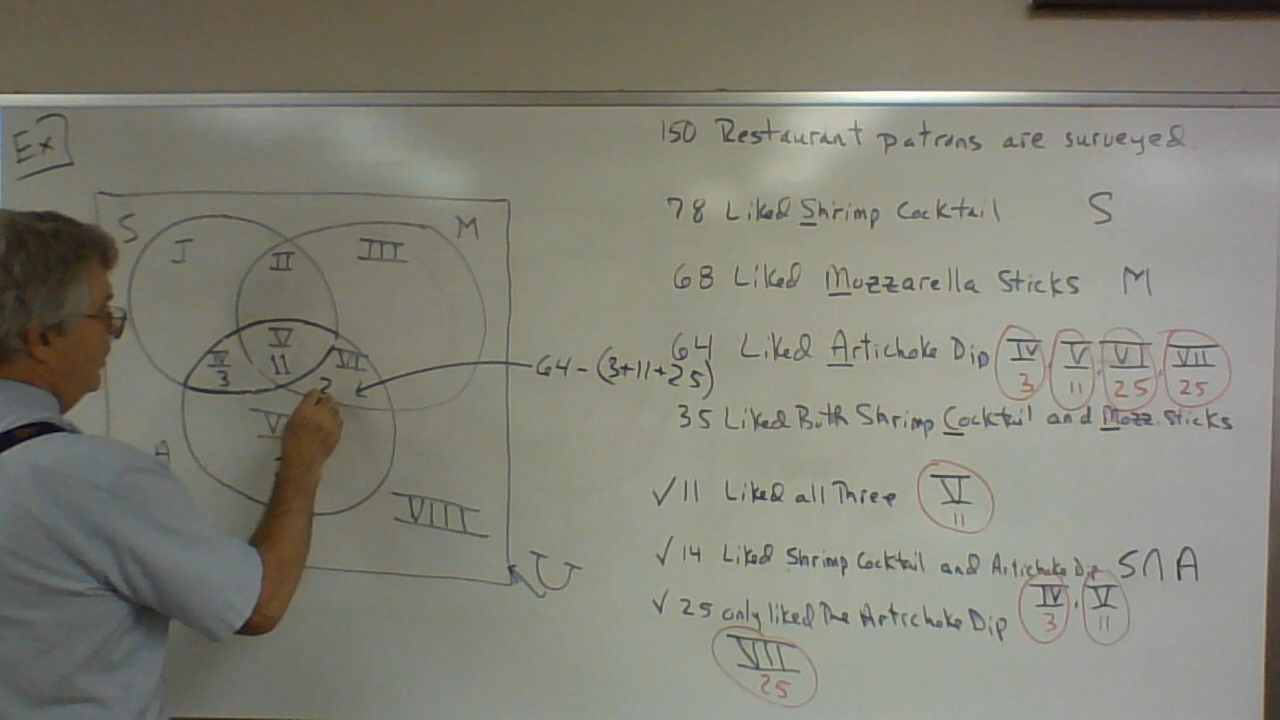 Ex
150 Restaurant patrons are surveyed.
78 Liked Shrimp Cocktail S
68 Liked Mozzarella Sticks M
64 Liked Artichoke Dip IV V VI VII
3 11 25 25
64-(3+11+25)
35 Liked Both Shrimp Cocktail and Mozz. Sticks
✓11 Liked all Three V
11
✓14 Liked Shrimp Cocktail and Artichoke Dip S∩A
IV V
3 11
✓25 only liked The Artichoke Dip
VII
25
S M
I II III
IV V VI
3 11 2
A
VIII
U